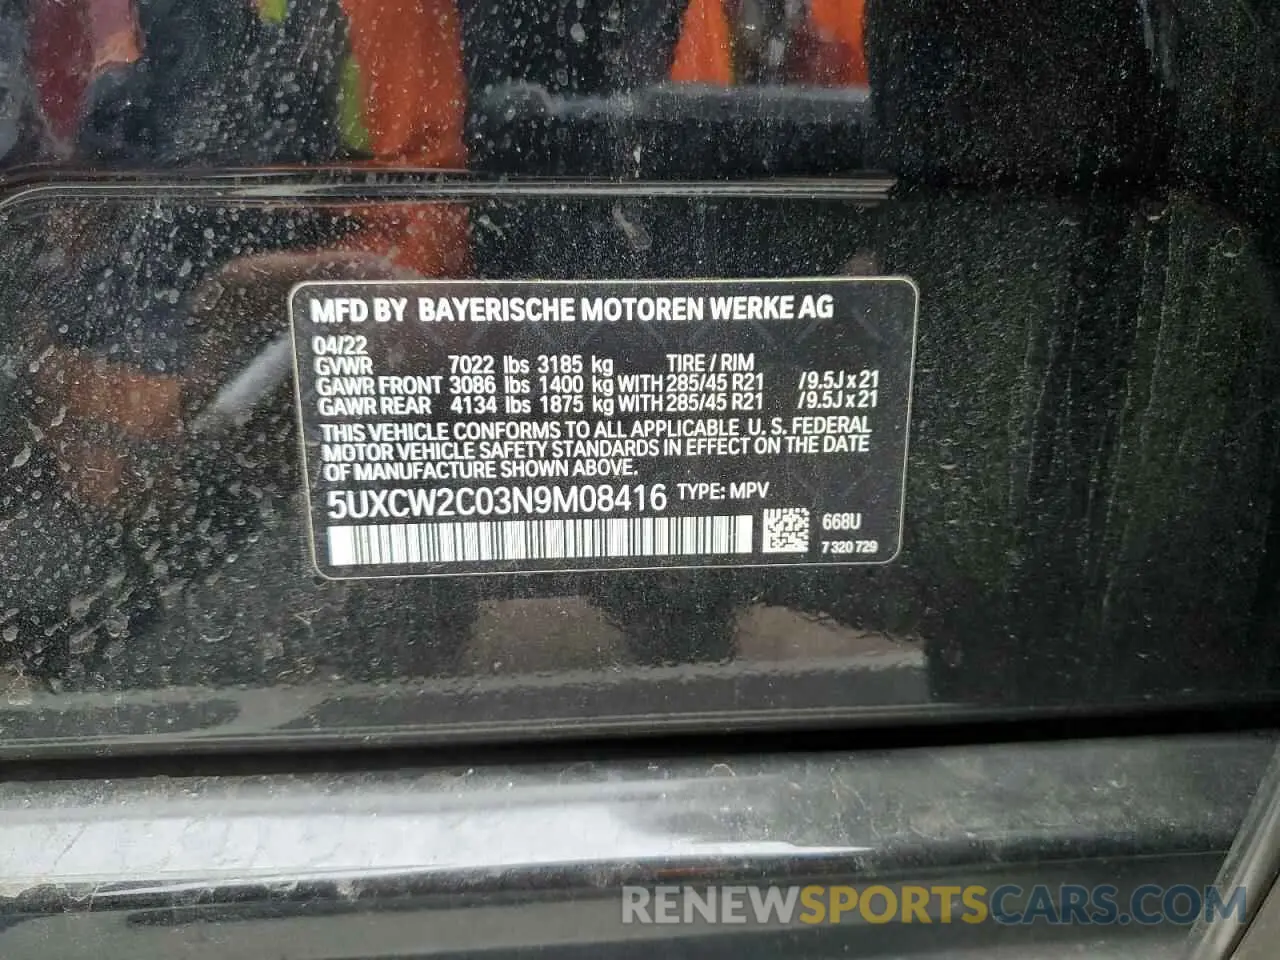 MFD BY BAYERISCHE MOTOREN WERKE AG
04/22
GVWR 7022 lbs 3185 kg TIRE / RIM
GAWR FRONT 3086 lbs 1400 kg WITH 285/45 R21 /9.5J x 21
GAWR REAR 4134 lbs 1875 kg WITH 285/45 R21 /9.5J x 21
THIS VEHICLE CONFORMS TO ALL APPLICABLE U. S. FEDERAL
MOTOR VEHICLE SAFETY STANDARDS IN EFFECT ON THE DATE
OF MANUFACTURE SHOWN ABOVE.
5UXCW2C03N9M08416 TYPE: MPV
668U
7 320 729
RENEWSPORTSCARS.COM